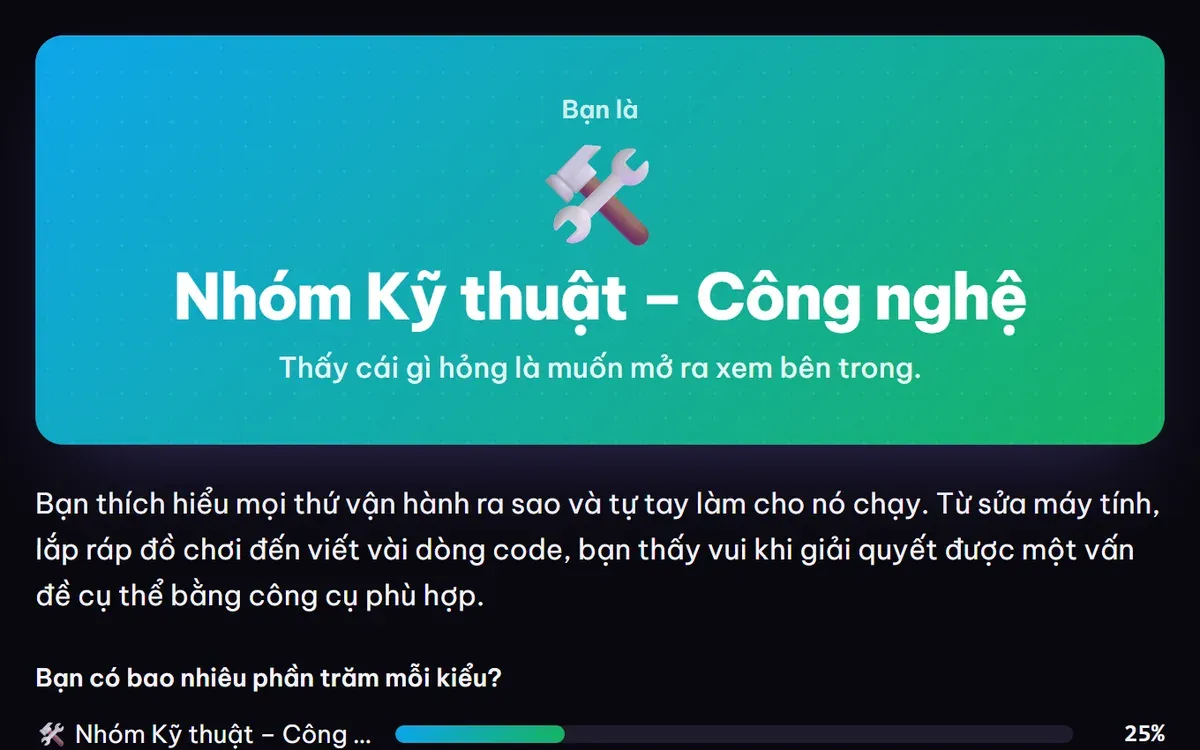 Bạn là
Nhóm Kỹ thuật – Công nghệ
Thấy cái gì hỏng là muốn mở ra xem bên trong.
Bạn thích hiểu mọi thứ vận hành ra sao và tự tay làm cho nó chạy. Từ sửa máy tính,
lắp ráp đồ chơi đến viết vài dòng code, bạn thấy vui khi giải quyết được một vấn
đề cụ thể bằng công cụ phù hợp.
Bạn có bao nhiêu phần trăm mỗi kiểu?
Nhóm Kỹ thuật – Công ... 25%